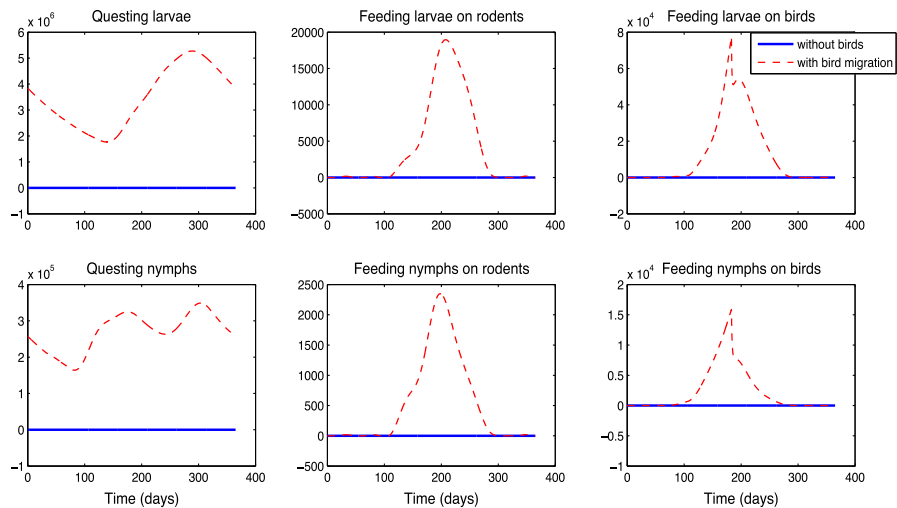 Questing larvae
x 10^6
6
5
4
3
2
1
0
−1
0 100 200 300 400
Feeding larvae on rodents
20000
15000
10000
5000
0
−5000
0 100 200 300 400
Feeding larvae on birds
x 10^4
8
6
4
2
0
−2
0 100 200 300 400
without birds
with bird migration
Questing nymphs
x 10^5
4
3
2
1
0
−1
0 100 200 300 400
Time (days)
Feeding nymphs on rodents
2500
2000
1500
1000
500
0
−500
0 100 200 300 400
Time (days)
Feeding nymphs on birds
x 10^4
2
1.5
1
0.5
0
−0.5
−1
0 100 200 300 400
Time (days)